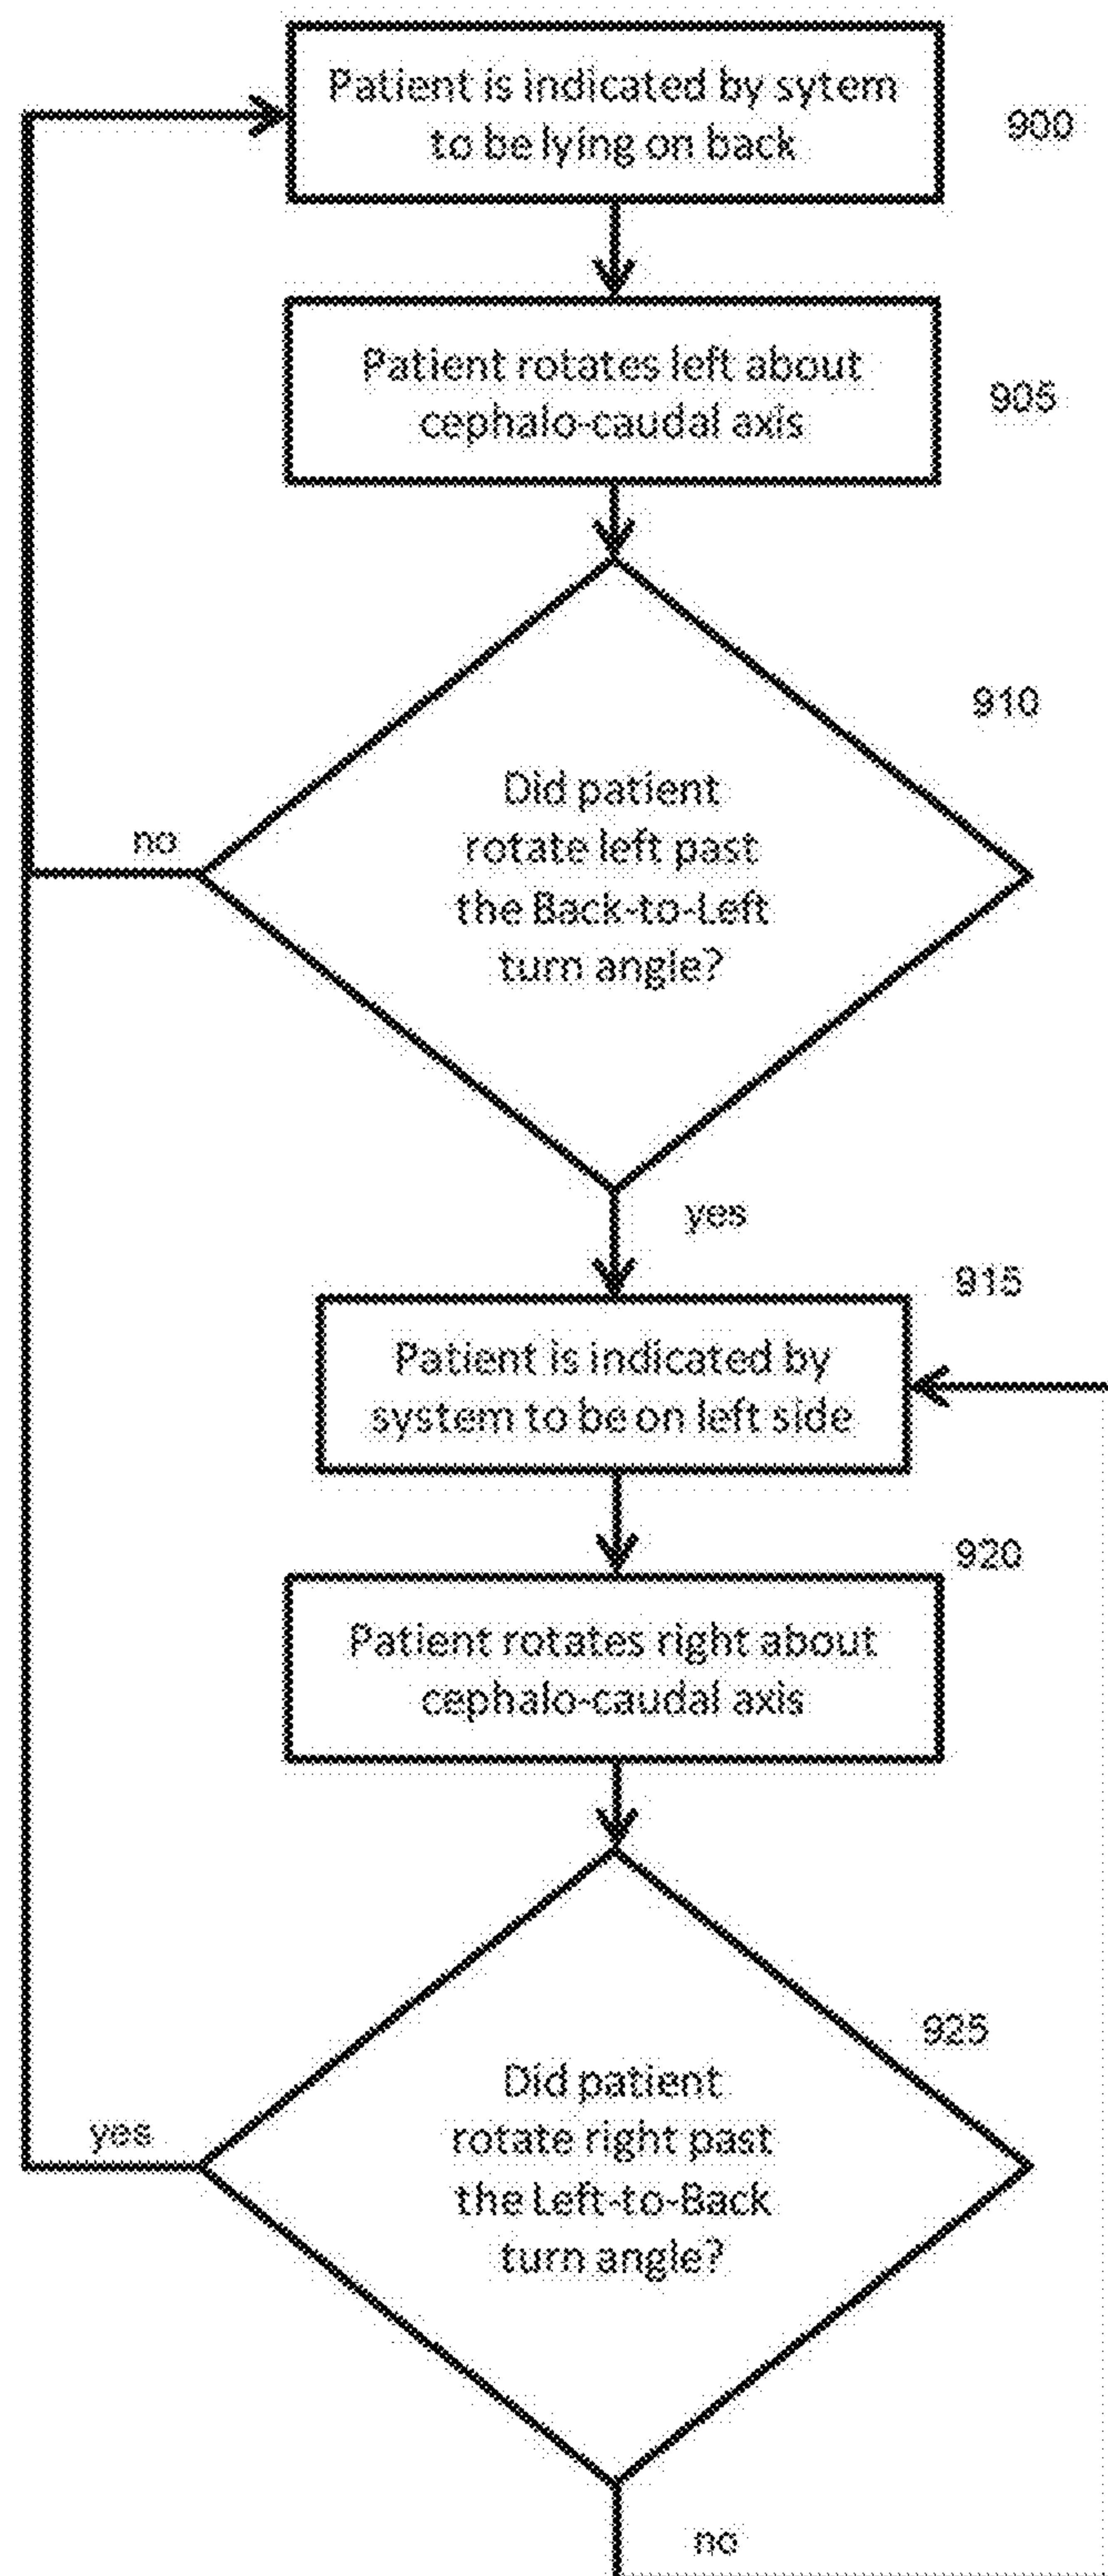 Patient is indicated by sytem
to be lying on back
900
Patient rotates left about
cephalo-caudal axis
905
910
Did patient
rotate left past
the Back-to-Left
turn angle?
no
yes
915
Patient is indicated by
system to be on left side
920
Patient rotates right about
cephalo-caudal axis
925
Did patient
rotate right past
the Left-to-Back
turn angle?
yes
no